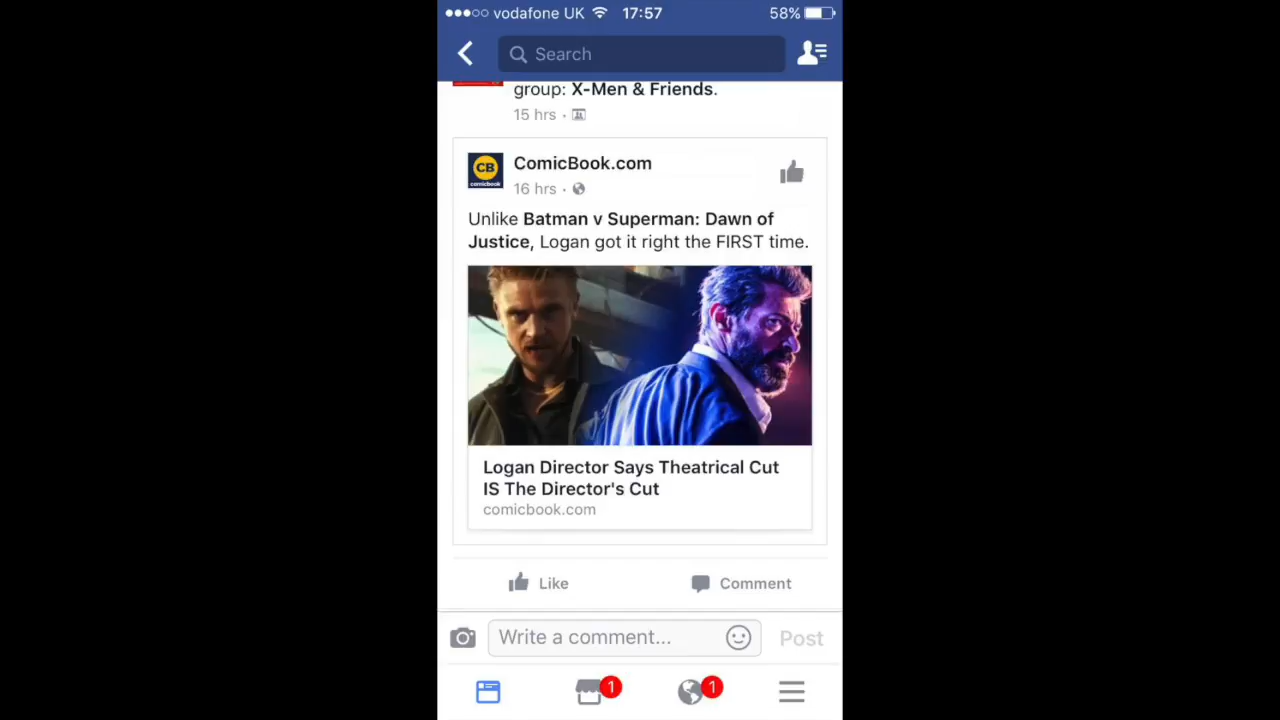 vodafone UK 17:57 58%
Search
group: X-Men & Friends.
15 hrs
CB
comicbook
ComicBook.com
16 hrs
Unlike Batman v Superman: Dawn of
Justice, Logan got it right the FIRST time.
Logan Director Says Theatrical Cut
IS The Director's Cut
comicbook.com
Like Comment
Write a comment... Post
1 1